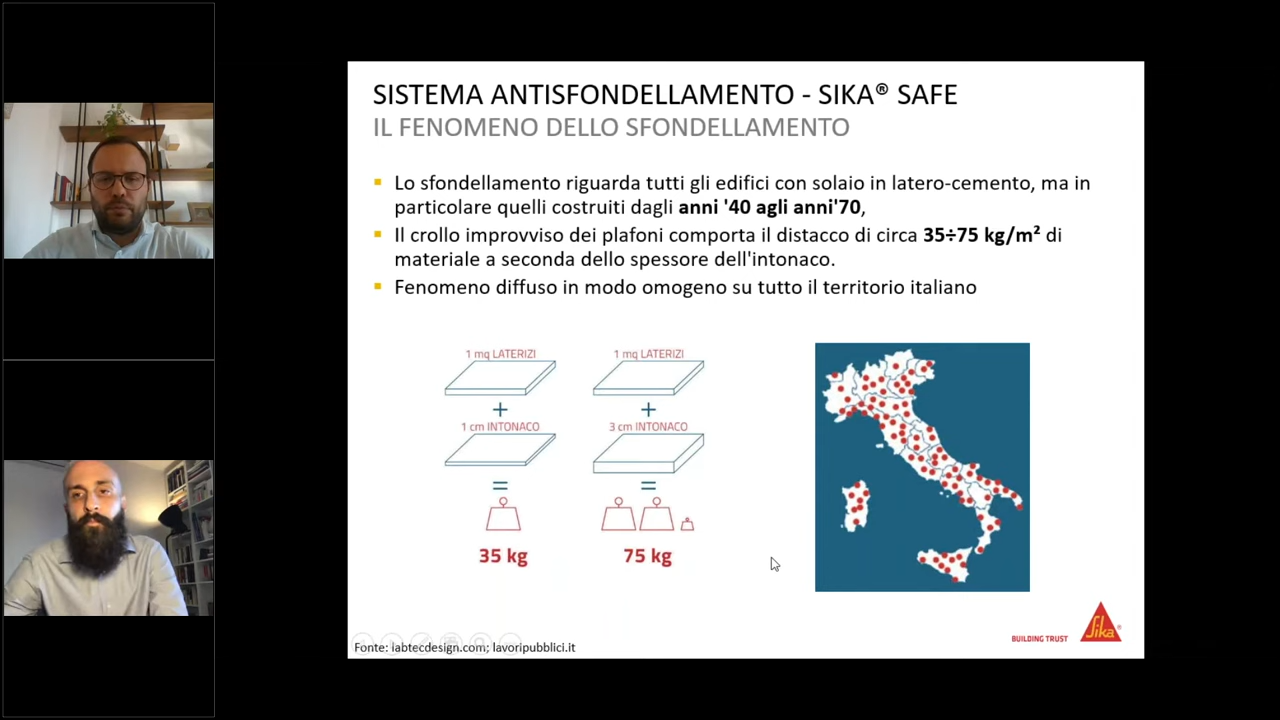 SISTEMA ANTISFONDELLAMENTO - SIKA® SAFE
IL FENOMENO DELLO SFONDELLAMENTO
Lo sfondellamento riguarda tutti gli edifici con solaio in latero-cemento, ma in
particolare quelli costruiti dagli anni '40 agli anni'70,
Il crollo improvviso dei plafoni comporta il distacco di circa 35÷75 kg/m² di
materiale a seconda dello spessore dell'intonaco.
Fenomeno diffuso in modo omogeno su tutto il territorio italiano
1 mq LATERIZI
+
1 cm INTONACO
=
35 kg
1 mq LATERIZI
+
3 cm INTONACO
=
75 kg
BUILDING TRUST
Sika®
Fonte: iabtecdesign.com; lavoripubblici.it